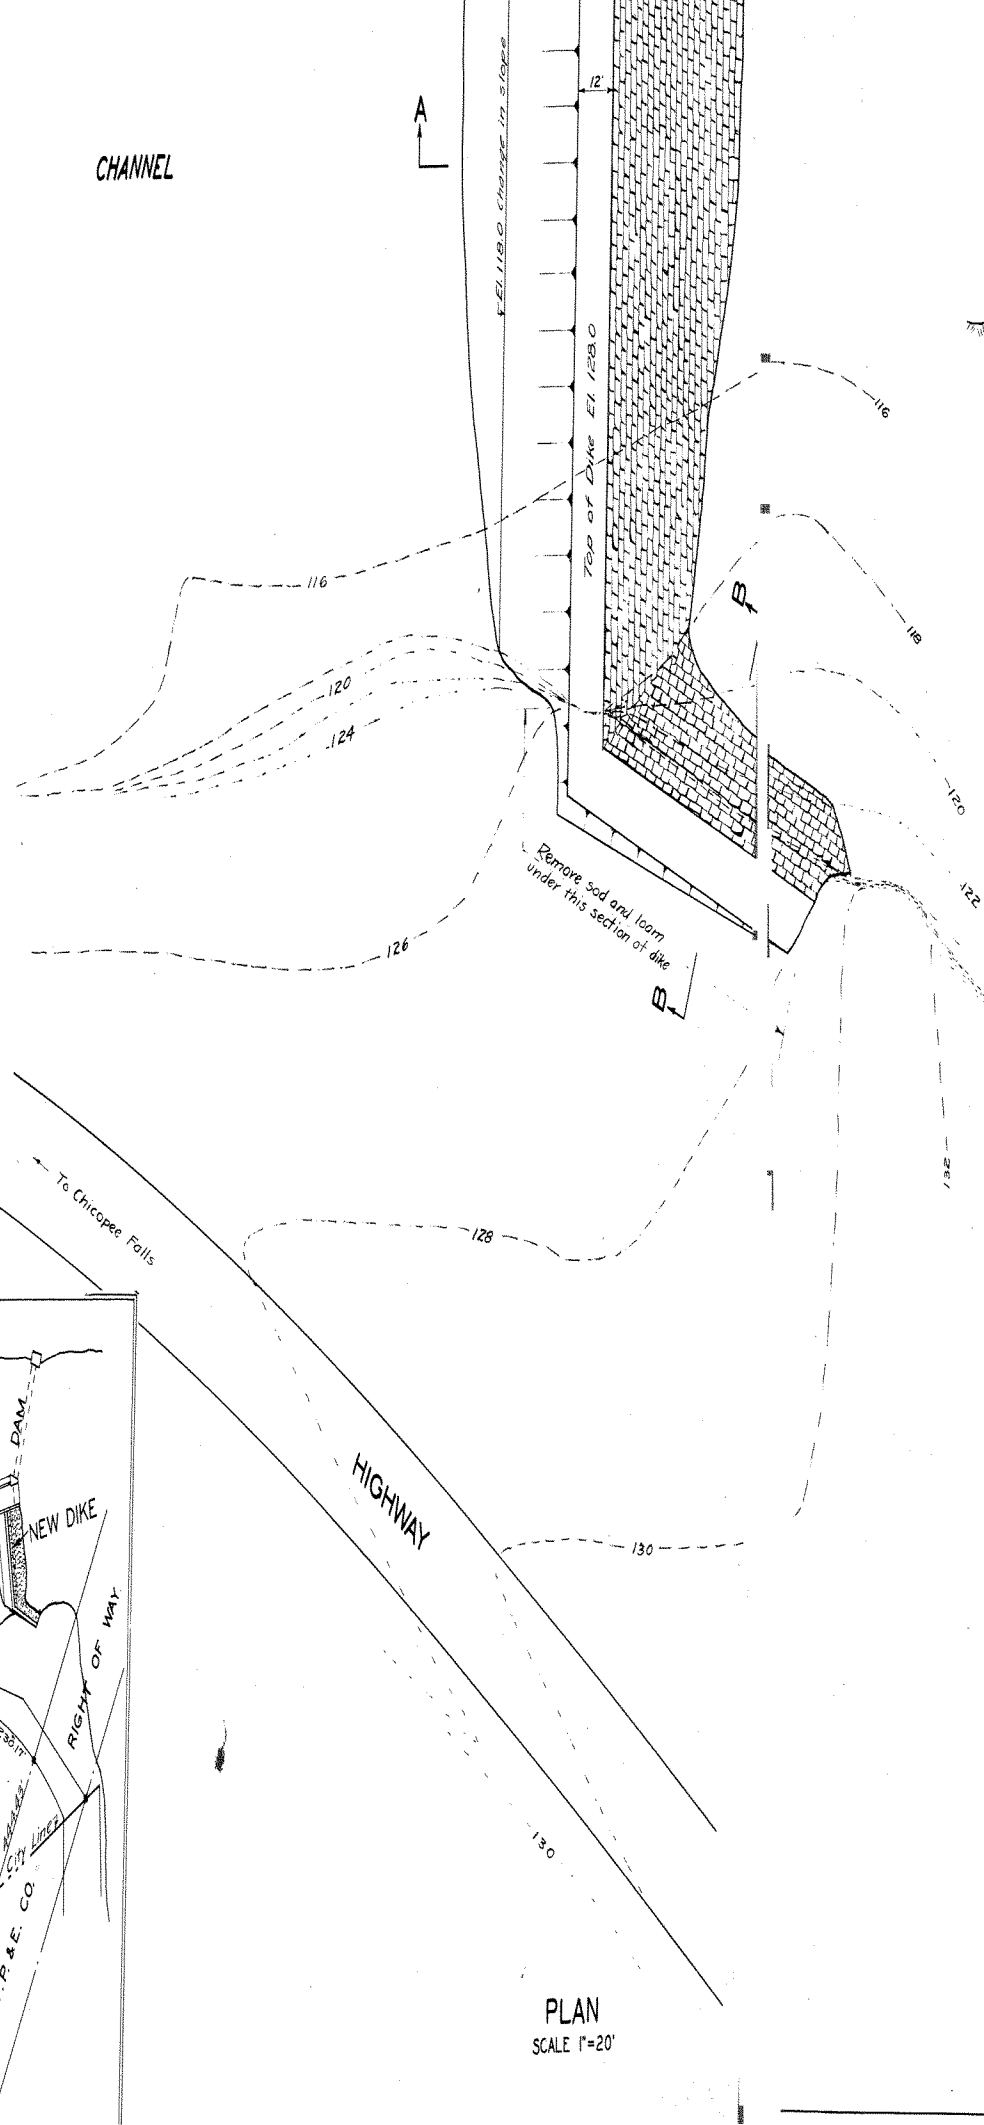 12'
A
CHANNEL
El. 118.0 Change in slope
Top of Dike El. 128.0
116
116
B
118
120
124
120
122
Remove sod and loam
under this section of dike
126
B
132
To Chicopee Falls
128
DAM
HIGHWAY
NEW DIKE
130
RIGHT OF WAY
City Line
130
P. & E. CO.
PLAN
SCALE 1"=20'